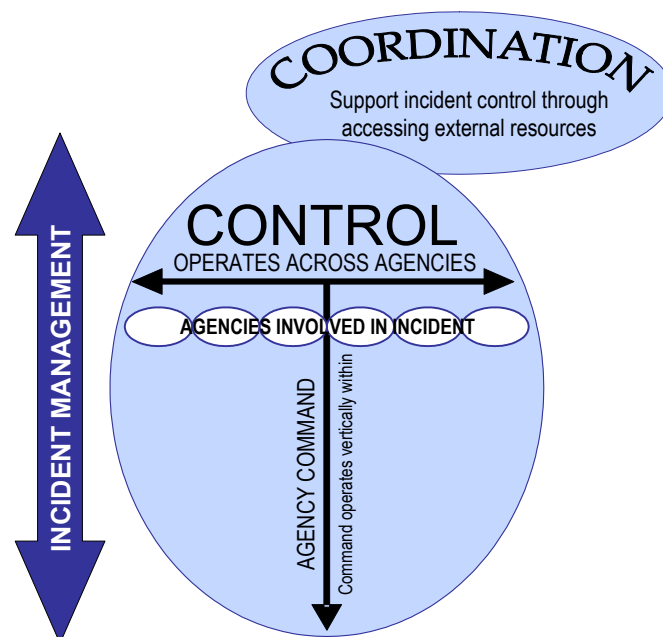 COORDINATION
Support incident control through
accessing external resources
CONTROL
OPERATES ACROSS AGENCIES
AGENCIES INVOLVED IN INCIDENT
AGENCY COMMAND
Command operates vertically within
INCIDENT MANAGEMENT